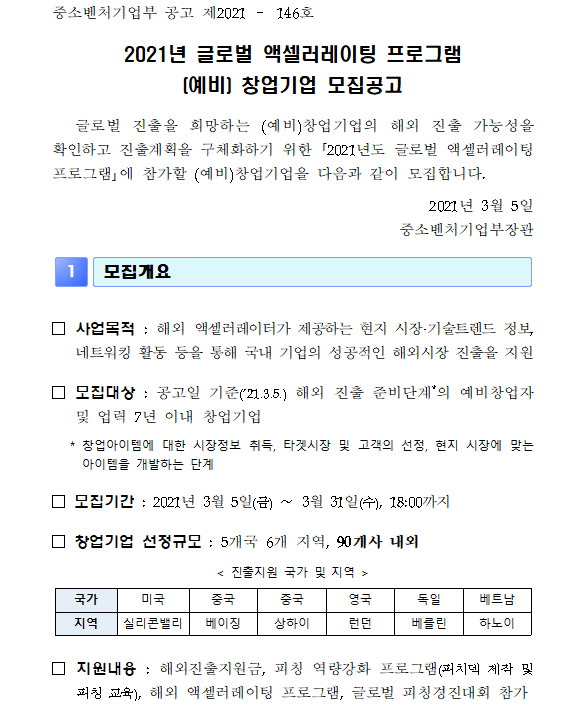 중소벤처기업부 공고 제2021 - 146호
2021년 글로벌 액셀러레이팅 프로그램
(예비) 창업기업 모집공고
글로벌 진출을 희망하는 (예비)창업기업의 해외 진출 가능성을
확인하고 진출계획을 구체화하기 위한 「2021년도 글로벌 액셀러레이팅
프로그램」에 참가할 (예비)창업기업을 다음과 같이 모집합니다.
2021년 3월 5일
중소벤처기업부장관
1 모집개요
□ 사업목적 : 해외 액셀러레이터가 제공하는 현지 시장·기술트렌드 정보,
네트워킹 활동 등을 통해 국내 기업의 성공적인 해외시장 진출을 지원
□ 모집대상 : 공고일 기준('21.3.5.) 해외 진출 준비단계*의 예비창업자
및 업력 7년 이내 창업기업
* 창업아이템에 대한 시장정보 취득, 타겟시장 및 고객의 선정, 현지 시장에 맞는
아이템을 개발하는 단계
□ 모집기간 : 2021년 3월 5일(금) ~ 3월 31일(수), 18:00까지
□ 창업기업 선정규모 : 5개국 6개 지역, 90개사 내외
< 진출지원 국가 및 지역 >
국가 미국 중국 중국 영국 독일 베트남
지역 실리콘밸리 베이징 상하이 런던 베를린 하노이
□ 지원내용 : 해외진출지원금, 피칭 역량강화 프로그램(피치덱 제작 및
피칭 교육), 해외 액셀러레이팅 프로그램, 글로벌 피칭경진대회 참가